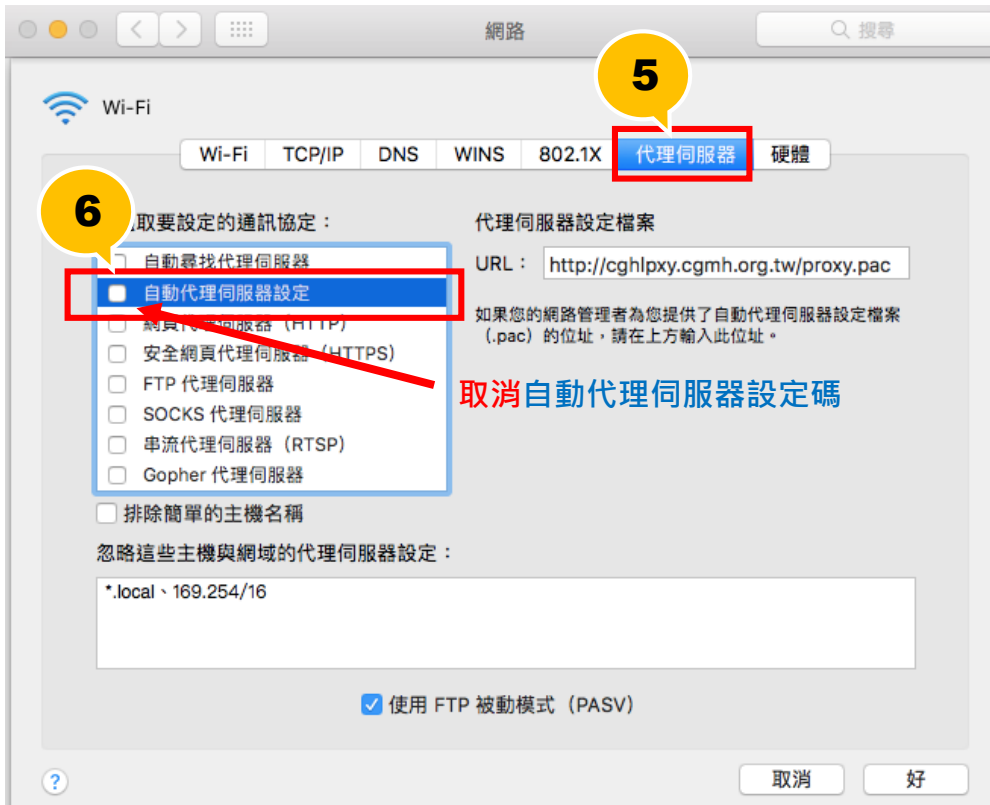 網路
搜尋
5
Wi-Fi
Wi-Fi TCP/IP DNS WINS 802.1X 代理伺服器 硬體
6
取要設定的通訊協定：
自動尋找代理伺服器
自動代理伺服器設定
網頁代理伺服器（HTTP）
安全網頁代理伺服器（HTTPS）
FTP 代理伺服器
SOCKS 代理伺服器
串流代理伺服器（RTSP）
Gopher 代理伺服器
代理伺服器設定檔案
URL： http://cghlpxy.cgmh.org.tw/proxy.pac
如果您的網路管理者為您提供了自動代理伺服器設定檔案
（.pac）的位址，請在上方輸入此位址。
取消自動代理伺服器設定碼
排除簡單的主機名稱
忽略這些主機與網域的代理伺服器設定：
*.local、169.254/16
使用 FTP 被動模式（PASV）
?
取消 好